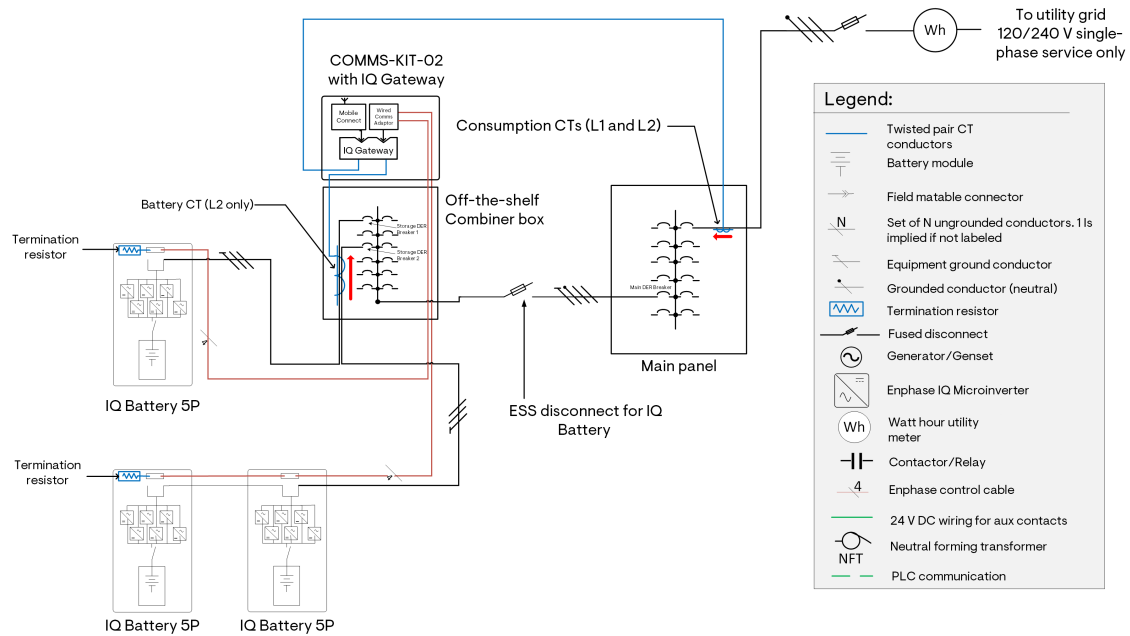 To utility grid
120/240 V single-
phase service only
Wh
COMMS-KIT-02
with IQ Gateway
Mobile
Connect
Wired
Comms
Adaptor
IQ Gateway
Consumption CTs (L1 and L2)
Battery CT (L2 only)
Off-the-shelf
Combiner box
Storage DER
Breaker 1
Storage DER
Breaker 2
Termination
resistor
IQ Battery 5P
Main DER Breaker
Main panel
ESS disconnect for IQ
Battery
Termination
resistor
IQ Battery 5P
IQ Battery 5P
Legend:
Twisted pair CT
conductors
Battery module
Field matable connector
N
Set of N ungrounded conductors. 1 Is
implied if not labeled
Equipment ground conductor
Grounded conductor (neutral)
Termination resistor
Fused disconnect
Generator/Genset
Enphase IQ Microinverter
Wh
Watt hour utility
meter
Contactor/Relay
4
Enphase control cable
24 V DC wiring for aux contacts
NFT
Neutral forming transformer
PLC communication